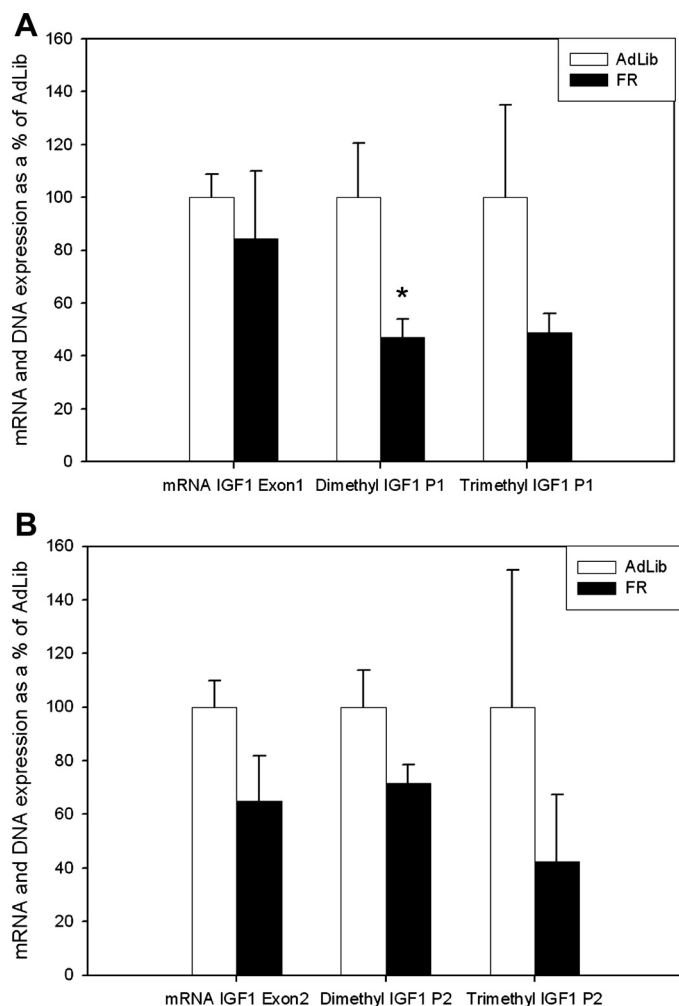 A
mRNA and DNA expression as a % of AdLib
160
140
120
100
80
60
40
20
0
AdLib
FR
*
mRNA IGF1 Exon1
Dimethyl IGF1 P1
Trimethyl IGF1 P1
B
mRNA and DNA expression as a % of AdLib
160
140
120
100
80
60
40
20
0
AdLib
FR
mRNA IGF1 Exon2
Dimethyl IGF1 P2
Trimethyl IGF1 P2